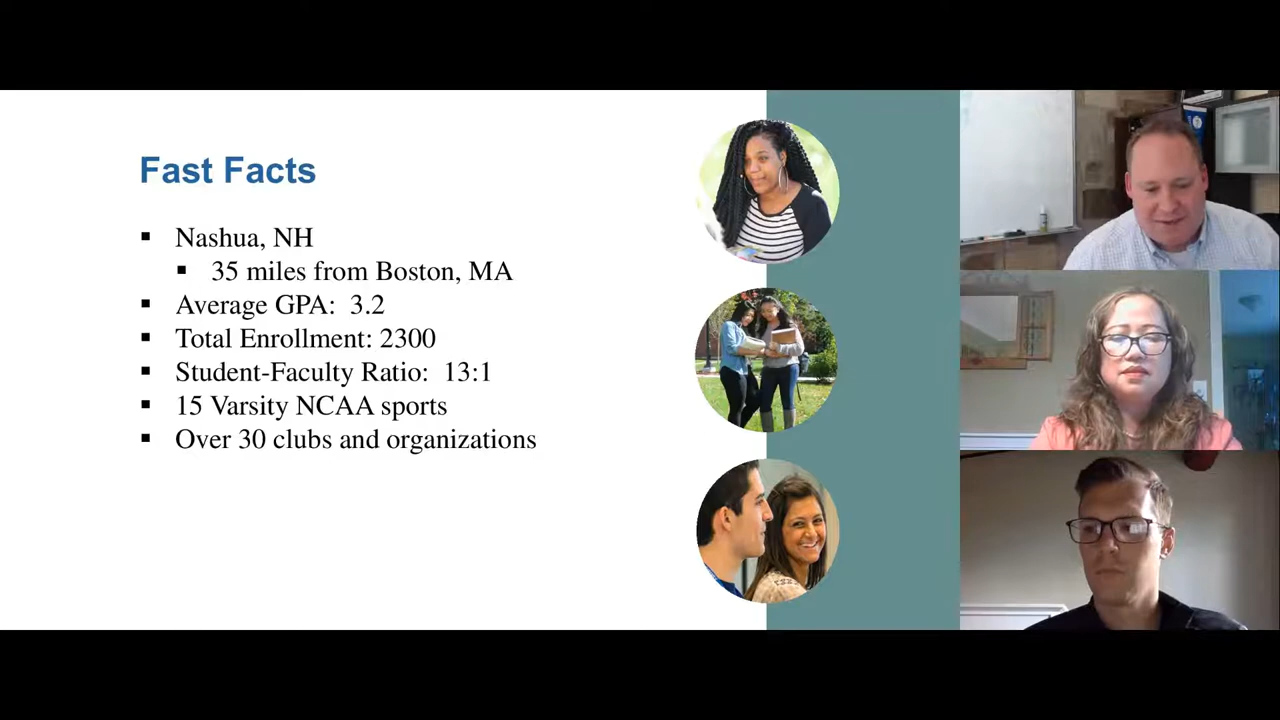 Fast Facts
Nashua, NH
35 miles from Boston, MA
Average GPA: 3.2
Total Enrollment: 2300
Student-Faculty Ratio: 13:1
15 Varsity NCAA sports
Over 30 clubs and organizations